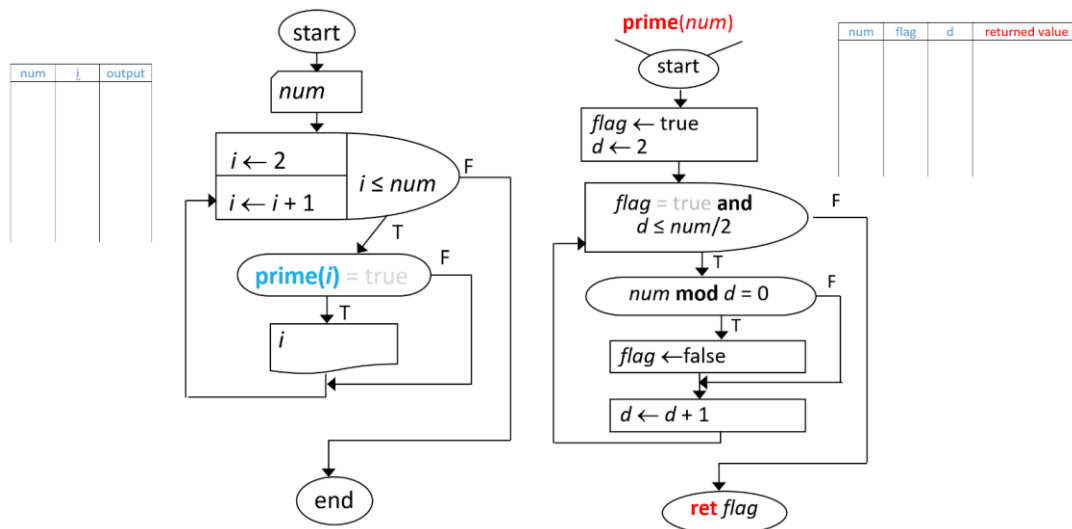 num i output
start
num
i ← 2
i ← i + 1
i ≤ num
F
T
prime(i) = true
F
T
i
end
prime(num)
start
flag ← true
d ← 2
flag = true and
d ≤ num/2
F
T
num mod d = 0
F
T
flag ←false
d ← d + 1
ret flag
num flag d returned value